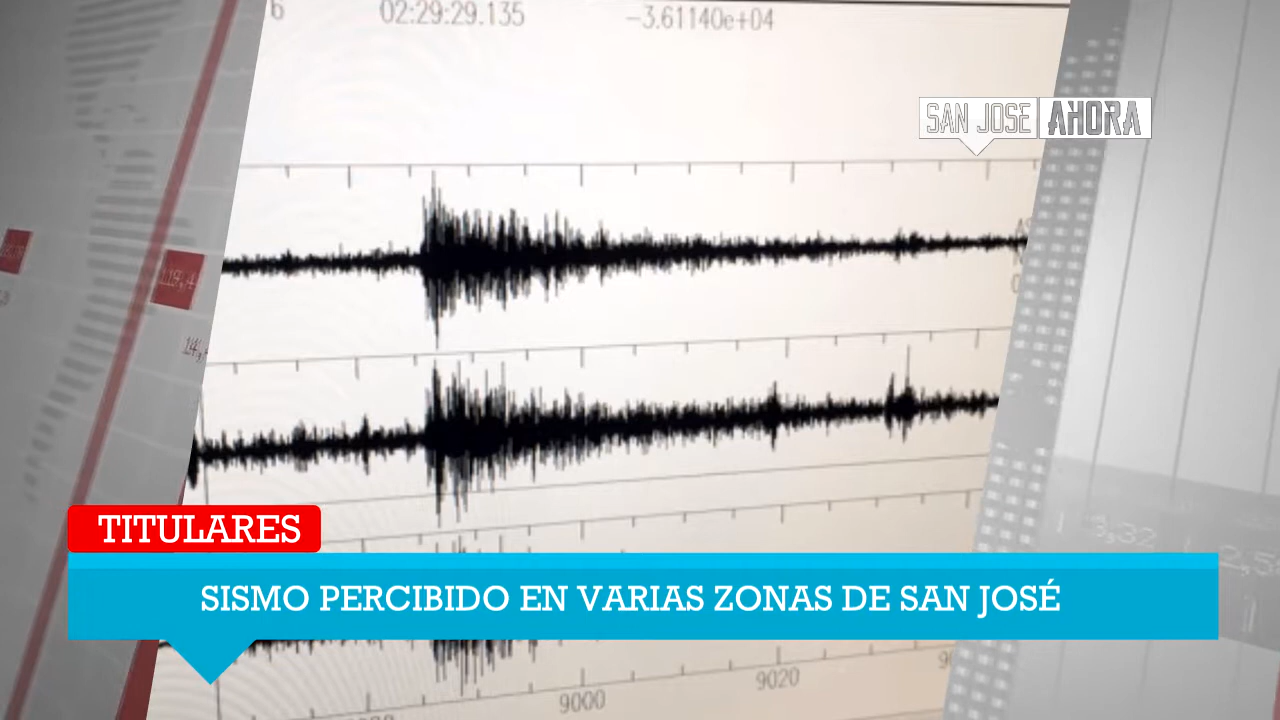 6 02:29:29.135 -3.61140e+04
SAN JOSE AHORA
TITULARES
SISMO PERCIBIDO EN VARIAS ZONAS DE SAN JOSÉ
9000
9020